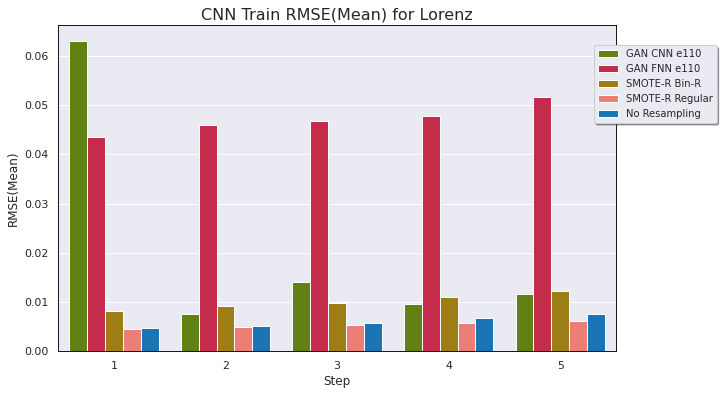 CNN Train RMSE(Mean) for Lorenz
GAN CNN e110
GAN FNN e110
SMOTE-R Bin-R
SMOTE-R Regular
No Resampling
RMSE(Mean)
0.06
0.05
0.04
0.03
0.02
0.01
0.00
1 2 3 4 5
Step